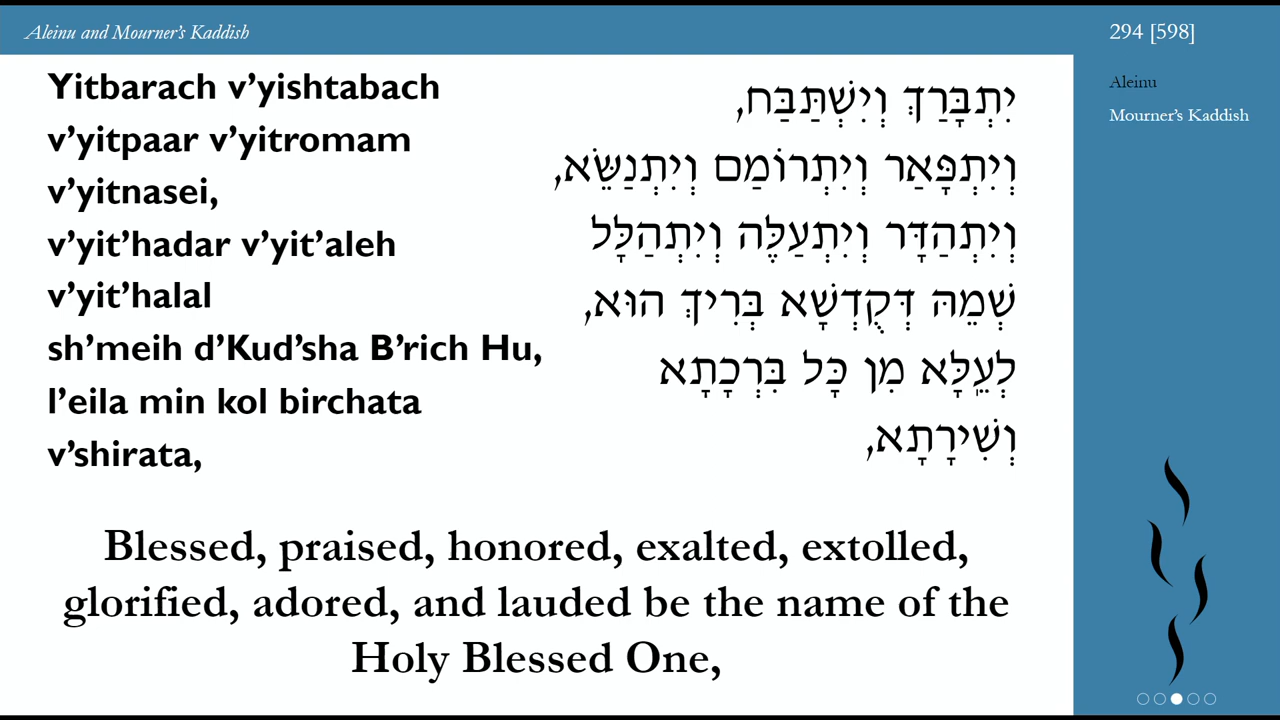 Aleinu and Mourner's Kaddish
294 [598]
Aleinu
Mourner's Kaddish
Yitbarach v'yishtabach
v'yitpaar v'yitromam
v'yitnasei,
v'yit'hadar v'yit'aleh
v'yit'halal
sh'meih d'Kud'sha B'rich Hu,
l'eila min kol birchata
v'shirata,
יִתְבָּרַךְ וְיִשְׁתַּבַּח,
וְיִתְפָּאַר וְיִתְרוֹמַם וְיִתְנַשֵּׂא,
וְיִתְהַדָּר וְיִתְעַלֶּה וְיִתְהַלָּל
שְׁמֵהּ דְּקֻדְשָׁא בְּרִיךְ הוּא,
לְעֵֽלָּא מִן כָּל בִּרְכָתָא
וְשִׁירָתָא,
Blessed, praised, honored, exalted, extolled,
glorified, adored, and lauded be the name of the
Holy Blessed One,